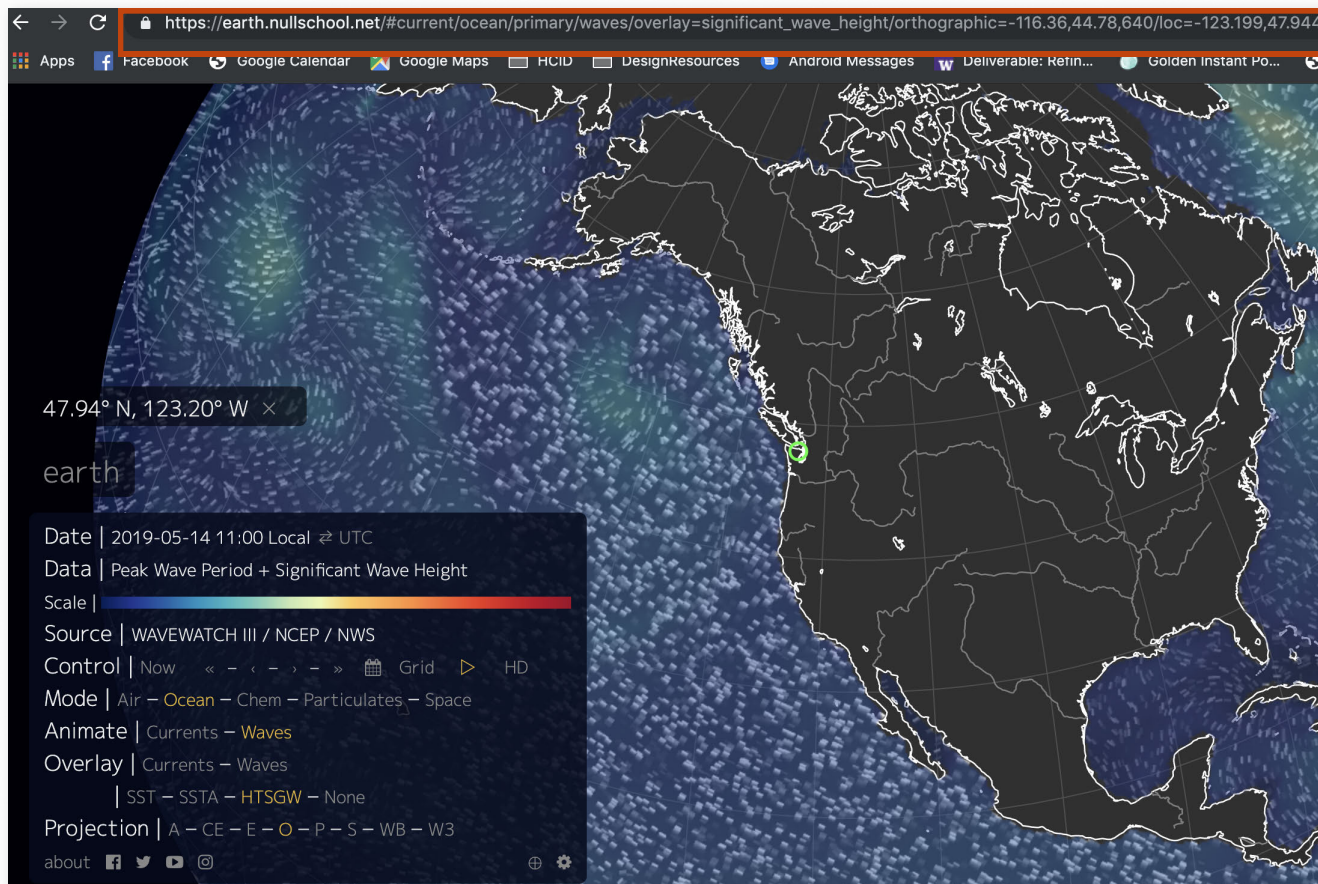 https://earth.nullschool.net/#current/ocean/primary/waves/overlay=significant_wave_height/orthographic=-116.36,44.78,640/loc=-123.199,47.944
Apps Facebook Google Calendar Google Maps HCID DesignResources Android Messages Deliverable: Refin... Golden Instant Po...
47.94° N, 123.20° W ×
earth
Date | 2019-05-14 11:00 Local ⇄ UTC
Data | Peak Wave Period + Significant Wave Height
Scale |
Source | WAVEWATCH III / NCEP / NWS
Control | Now « – ‹ – › – » Grid HD
Mode | Air – Ocean – Chem – Particulates – Space
Animate | Currents – Waves
Overlay | Currents – Waves
| SST – SSTA – HTSGW – None
Projection | A – CE – E – O – P – S – WB – W3
about